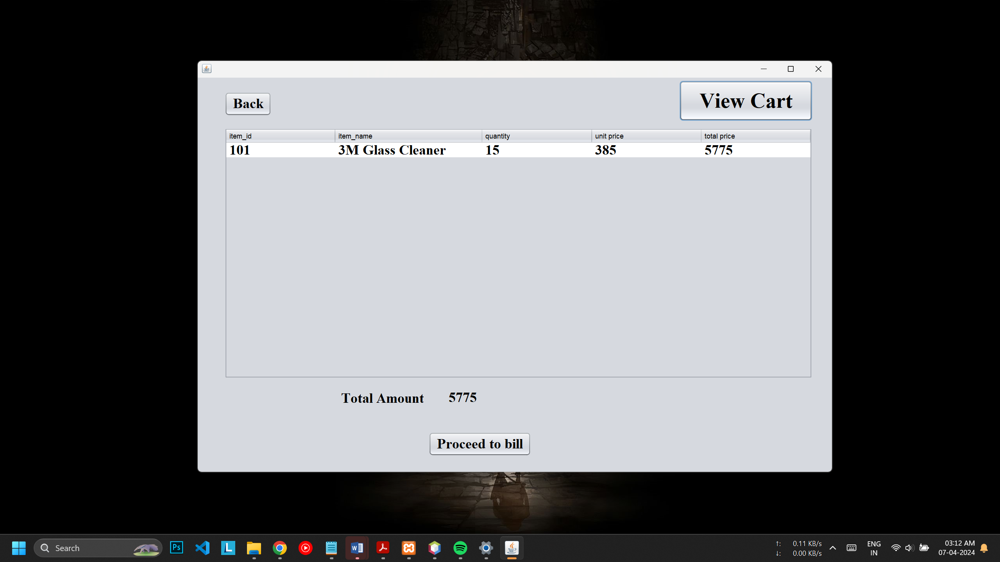 Back
View Cart
item_id item_name quantity unit price total price
101 3M Glass Cleaner 15 385 5775
Total Amount 5775
Proceed to bill
Search
Ps
L
W
↑: 0.11 KB/s
↓: 0.00 KB/s
ENG
IN
03:12 AM
07-04-2024